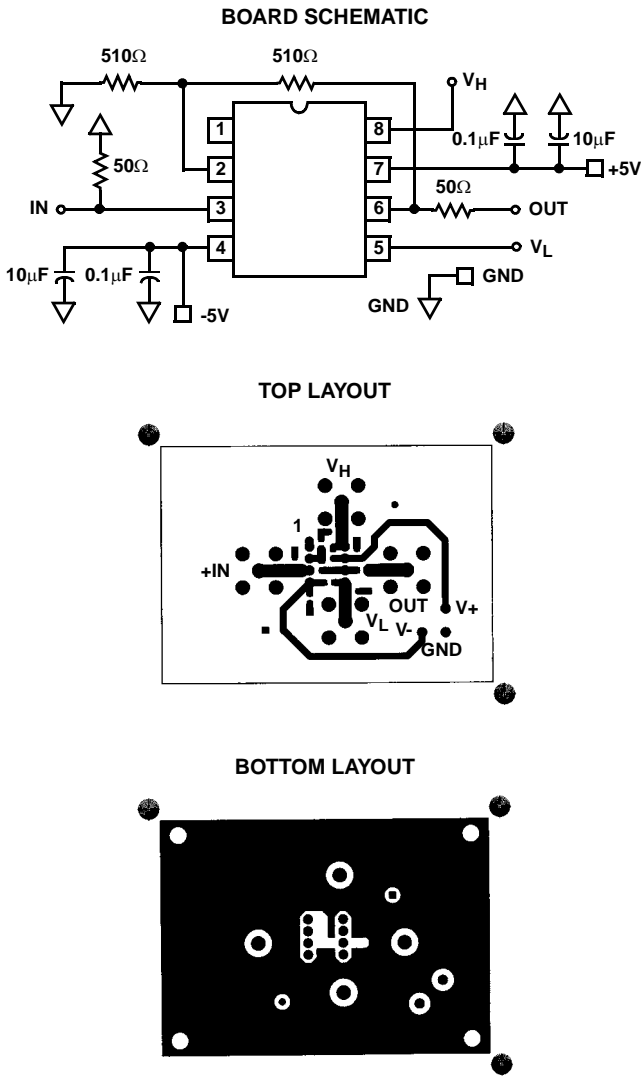 BOARD SCHEMATIC
510Ω
510Ω
VH
1
8
0.1μF
10μF
50Ω
2
7
+5V
50Ω
IN
3
6
OUT
4
5
VL
10μF
0.1μF
GND
-5V
GND
TOP LAYOUT
VH
1
+IN
OUT
V+
VL
V-
GND
BOTTOM LAYOUT